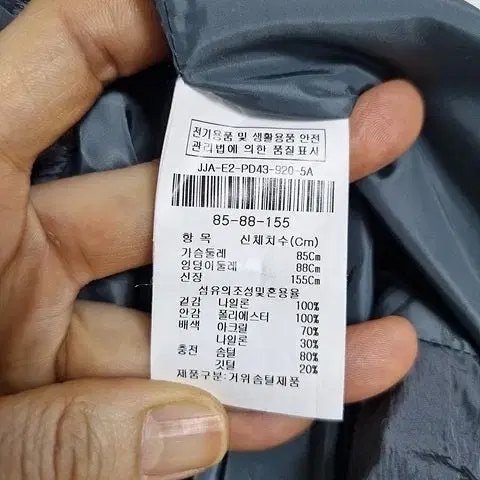 전기용품 및 생활용품 안전
관리법에 의한 품질표시
JJA-E2-PD43-920-5A
85-88-155
항 목 신체치수(Cm)
가슴둘레 85Cm
엉덩이둘레 88Cm
신장 155Cm
섬유의조성및혼용율
겉감 나일론 100%
안감 폴리에스터 100%
배색 아크릴 70%
나일론 30%
충전 솜털 80%
깃털 20%
제품구분:거위솜털제품